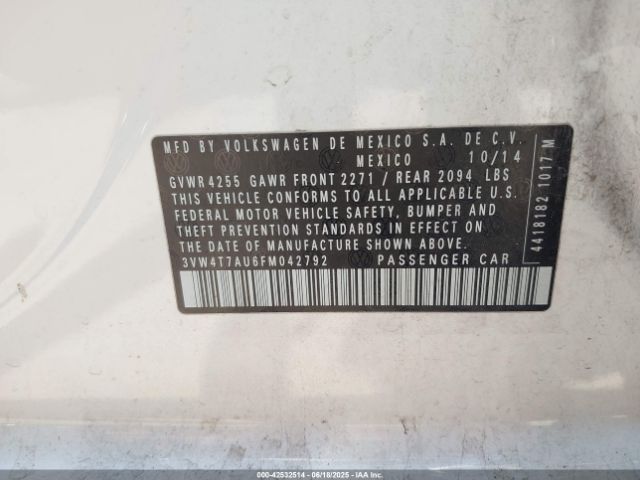 MFD BY VOLKSWAGEN DE MEXICO S.A. DE C.V.
MEXICO 10/14
GVWR 4255 GAWR FRONT 2271 / REAR 2094 LBS
THIS VEHICLE CONFORMS TO ALL APPLICABLE U.S.
FEDERAL MOTOR VEHICLE SAFETY, BUMPER AND
THEFT PREVENTION STANDARDS IN EFFECT ON
THE DATE OF MANUFACTURE SHOWN ABOVE.
3VW4T7AU6FM042792 PASSENGER CAR
4418182 1017 M
000-42532514 - 06/18/2025 - IAAI.COM